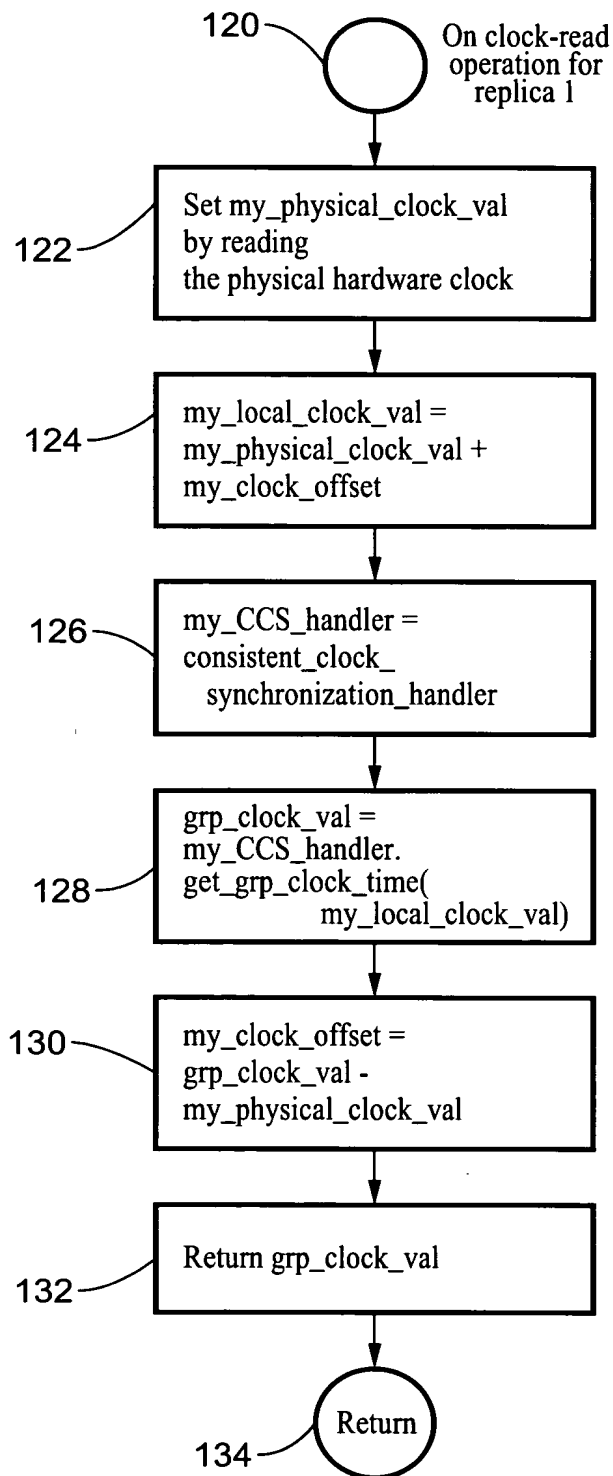 120
On clock-read
operation for
replica 1
122
Set my_physical_clock_val
by reading
the physical hardware clock
124
my_local_clock_val =
my_physical_clock_val +
my_clock_offset
126
my_CCS_handler =
consistent_clock_
synchronization_handler
128
grp_clock_val =
my_CCS_handler.
get_grp_clock_time(
my_local_clock_val)
130
my_clock_offset =
grp_clock_val -
my_physical_clock_val
132
Return grp_clock_val
134
Return